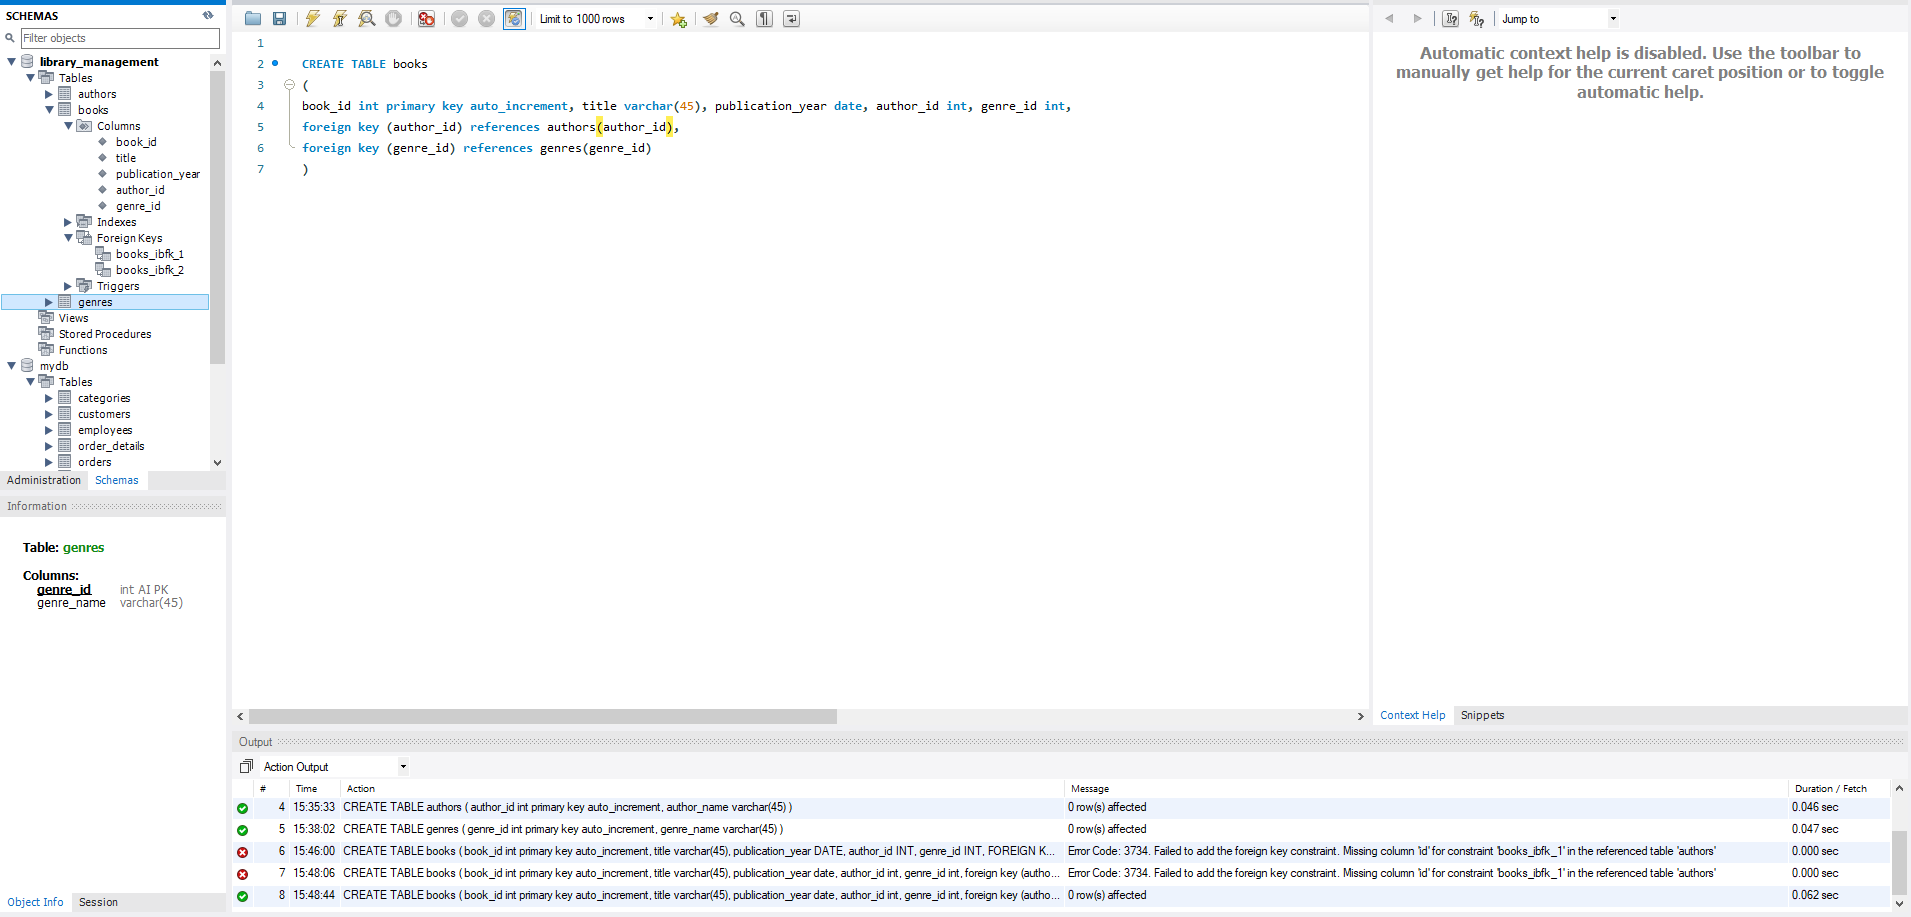 SCHEMAS
Filter objects
library_management
Tables
authors
books
Columns
book_id
title
publication_year
author_id
genre_id
Indexes
Foreign Keys
books_ibfk_1
books_ibfk_2
Triggers
genres
Views
Stored Procedures
Functions
mydb
Tables
categories
customers
employees
order_details
orders
Administration Schemas
Information
Table: genres
Columns:
genre_id int AI PK
genre_name varchar(45)
Object Info Session
Limit to 1000 rows
1
2 CREATE TABLE books
3 (
4 book_id int primary key auto_increment, title varchar(45), publication_year date, author_id int, genre_id int,
5 foreign key (author_id) references authors(author_id),
6 foreign key (genre_id) references genres(genre_id)
7 )
Jump to
Automatic context help is disabled. Use the toolbar to
manually get help for the current caret position or to toggle
automatic help.
Context Help Snippets
Output
Action Output
# Time Action Message Duration / Fetch
4 15:35:33 CREATE TABLE authors ( author_id int primary key auto_increment, author_name varchar(45) ) 0 row(s) affected 0.046 sec
5 15:38:02 CREATE TABLE genres ( genre_id int primary key auto_increment, genre_name varchar(45) ) 0 row(s) affected 0.047 sec
6 15:46:00 CREATE TABLE books ( book_id int primary key auto_increment, title varchar(45), publication_year DATE, author_id INT, genre_id INT, FOREIGN K... Error Code: 3734. Failed to add the foreign key constraint. Missing column 'id' for constraint 'books_ibfk_1' in the referenced table 'authors' 0.000 sec
7 15:48:06 CREATE TABLE books ( book_id int primary key auto_increment, title varchar(45), publication_year date, author_id int, genre_id int, foreign key (autho... Error Code: 3734. Failed to add the foreign key constraint. Missing column 'id' for constraint 'books_ibfk_1' in the referenced table 'authors' 0.000 sec
8 15:48:44 CREATE TABLE books ( book_id int primary key auto_increment, title varchar(45), publication_year date, author_id int, genre_id int, foreign key (autho... 0 row(s) affected 0.062 sec